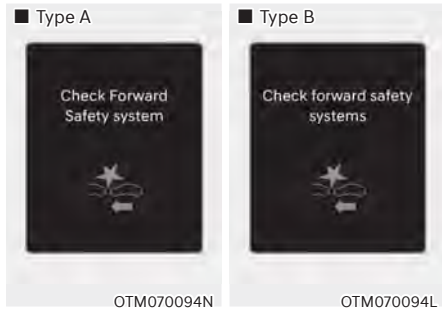 ■ Type A
Check Forward
Safety system
OTM070094N
■ Type B
Check forward safety
systems
OTM070094L